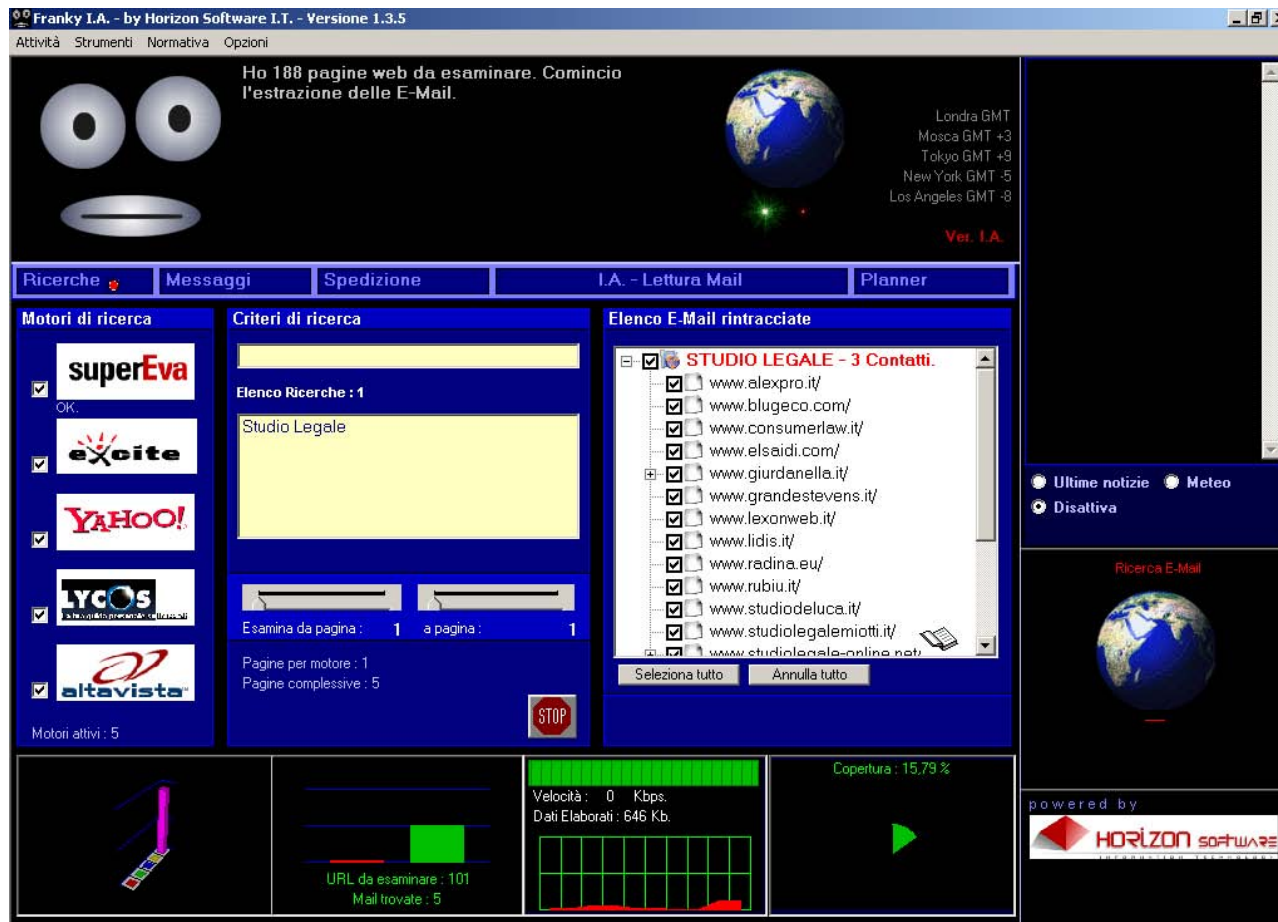 Franky I.A. - by Horizon Software I.T. - Versione 1.3.5
Attività Strumenti Normativa Opzioni
Ho 188 pagine web da esaminare. Comincio
l'estrazione delle E-Mail.
Londra GMT
Mosca GMT +3
Tokyo GMT +9
New York GMT -5
Los Angeles GMT -8
Ver. I.A.
Ricerche Messaggi Spedizione I.A. - Lettura Mail Planner
Motori di ricerca
superEva
OK.
excite
YAHOO!
LYCOS
altavista
Motori attivi : 5
Criteri di ricerca
Elenco Ricerche : 1
Studio Legale
Esamina da pagina : 1 a pagina : 1
Pagine per motore : 1
Pagine complessive : 5
STOP
Elenco E-Mail rintracciate
STUDIO LEGALE - 3 Contatti.
www.alexpro.it/
www.blugeco.com/
www.consumerlaw.it/
www.elsaidi.com/
www.giurdanella.it/
www.grandestevens.it/
www.lexonweb.it/
www.lidis.it/
www.radina.eu/
www.rubiu.it/
www.studiodeluca.it/
www.studiolegalemiotti.it/
www.studiolegale-online.net/
Seleziona tutto Annulla tutto
Ultime notizie Meteo
Disattiva
Ricerca E-Mail
URL da esaminare : 101
Mail trovate : 5
Velocità : 0 Kbps.
Dati Elaborati : 646 Kb.
Copertura : 15,79 %
powered by
HORIZON SOFTWARE
INFORMATION TECHNOLOGY